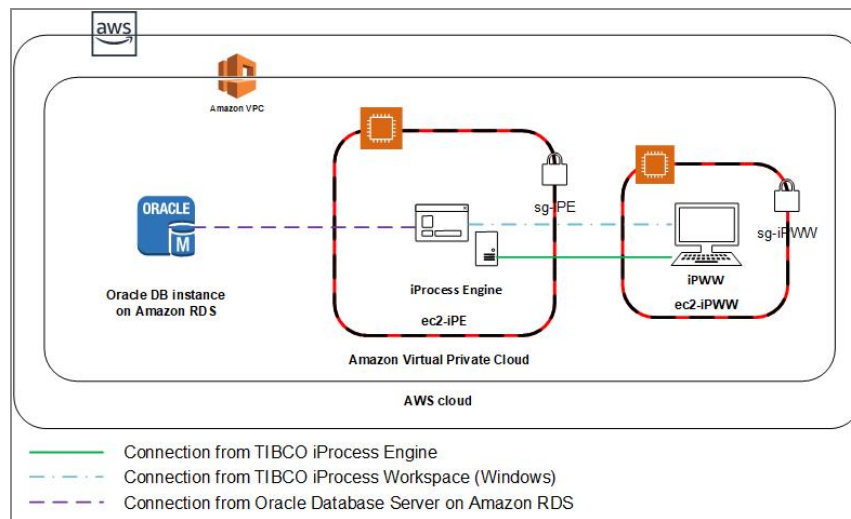 aws
Amazon VPC
sg-iPE
sg-iPWW
ORACLE
M
iPWW
iProcess Engine
Oracle DB instance
on Amazon RDS
ec2-iPWW
ec2-iPE
Amazon Virtual Private Cloud
AWS cloud
Connection from TIBCO iProcess Engine
Connection from TIBCO iProcess Workspace (Windows)
Connection from Oracle Database Server on Amazon RDS